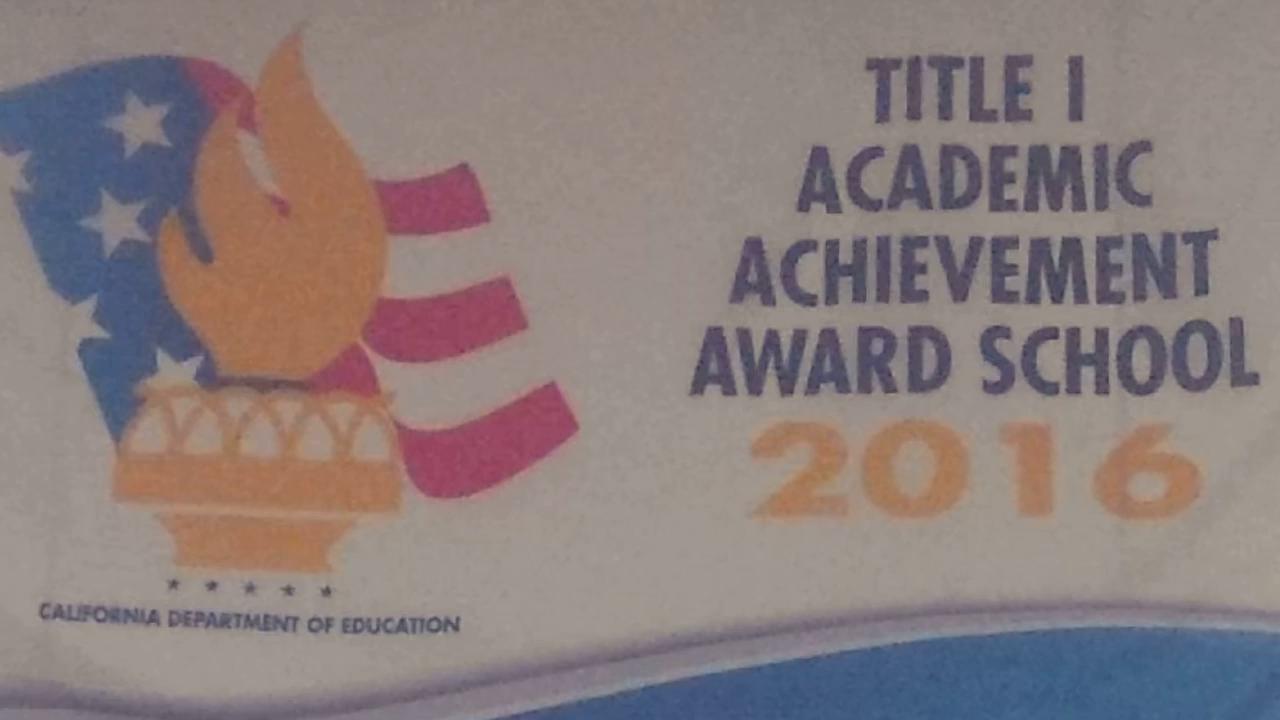 TITLE I
ACADEMIC
ACHIEVEMENT
AWARD SCHOOL
2016
CALIFORNIA DEPARTMENT OF EDUCATION